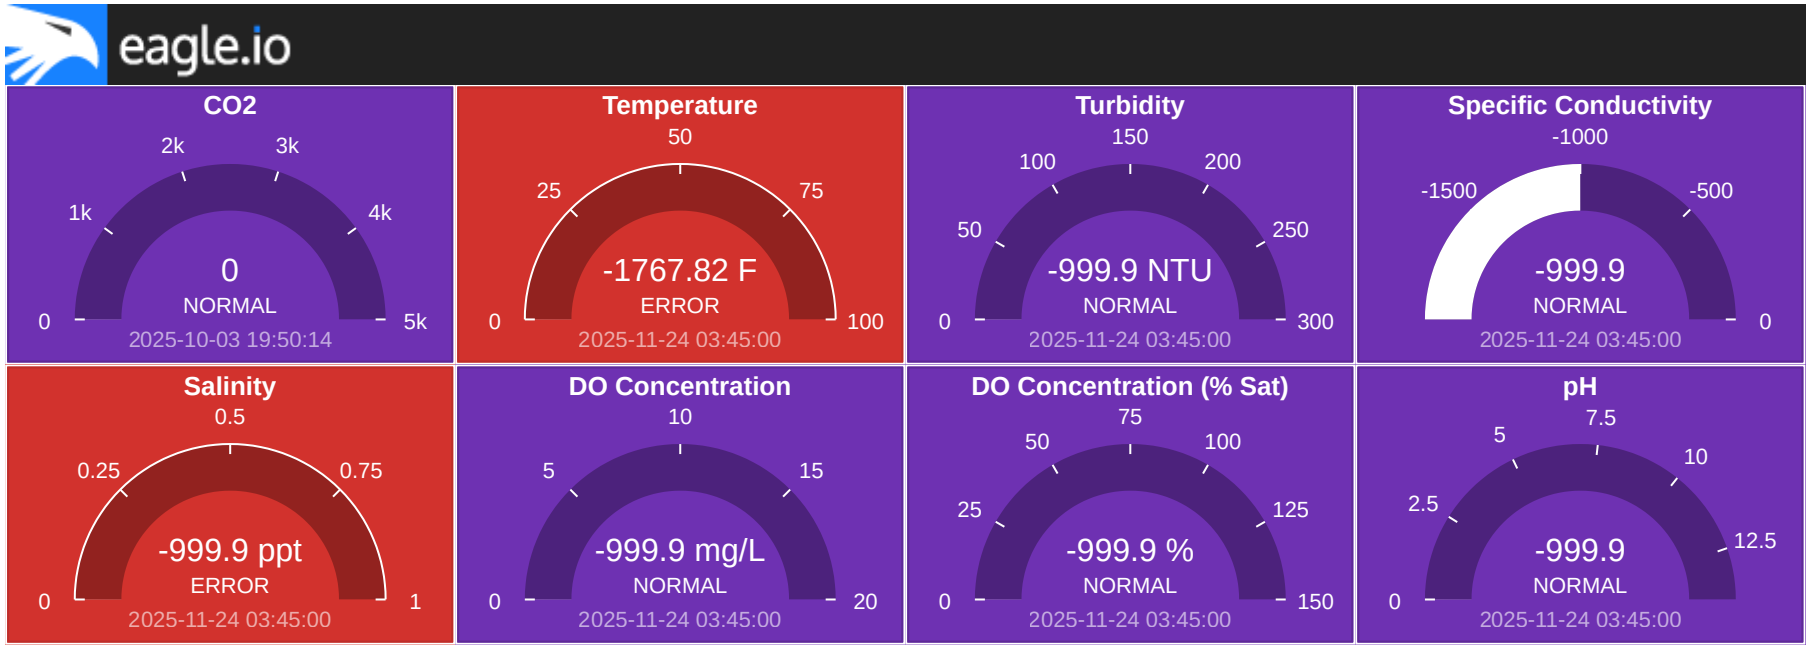 eagle.io
CO2
2k
3k
1k
4k
0
NORMAL
0
5k
2025-10-03 19:50:14
Temperature
50
25
75
-1767.82 F
ERROR
0
100
2025-11-24 03:45:00
Turbidity
150
100
200
50
250
-999.9 NTU
NORMAL
0
300
2025-11-24 03:45:00
Specific Conductivity
-1000
-1500
-500
-999.9
NORMAL
0
2025-11-24 03:45:00
Salinity
0.5
0.25
0.75
-999.9 ppt
ERROR
0
1
2025-11-24 03:45:00
DO Concentration
10
5
15
-999.9 mg/L
NORMAL
0
20
2025-11-24 03:45:00
DO Concentration (% Sat)
75
50
100
25
125
-999.9 %
NORMAL
0
150
2025-11-24 03:45:00
pH
7.5
5
10
2.5
12.5
-999.9
NORMAL
0
2025-11-24 03:45:00